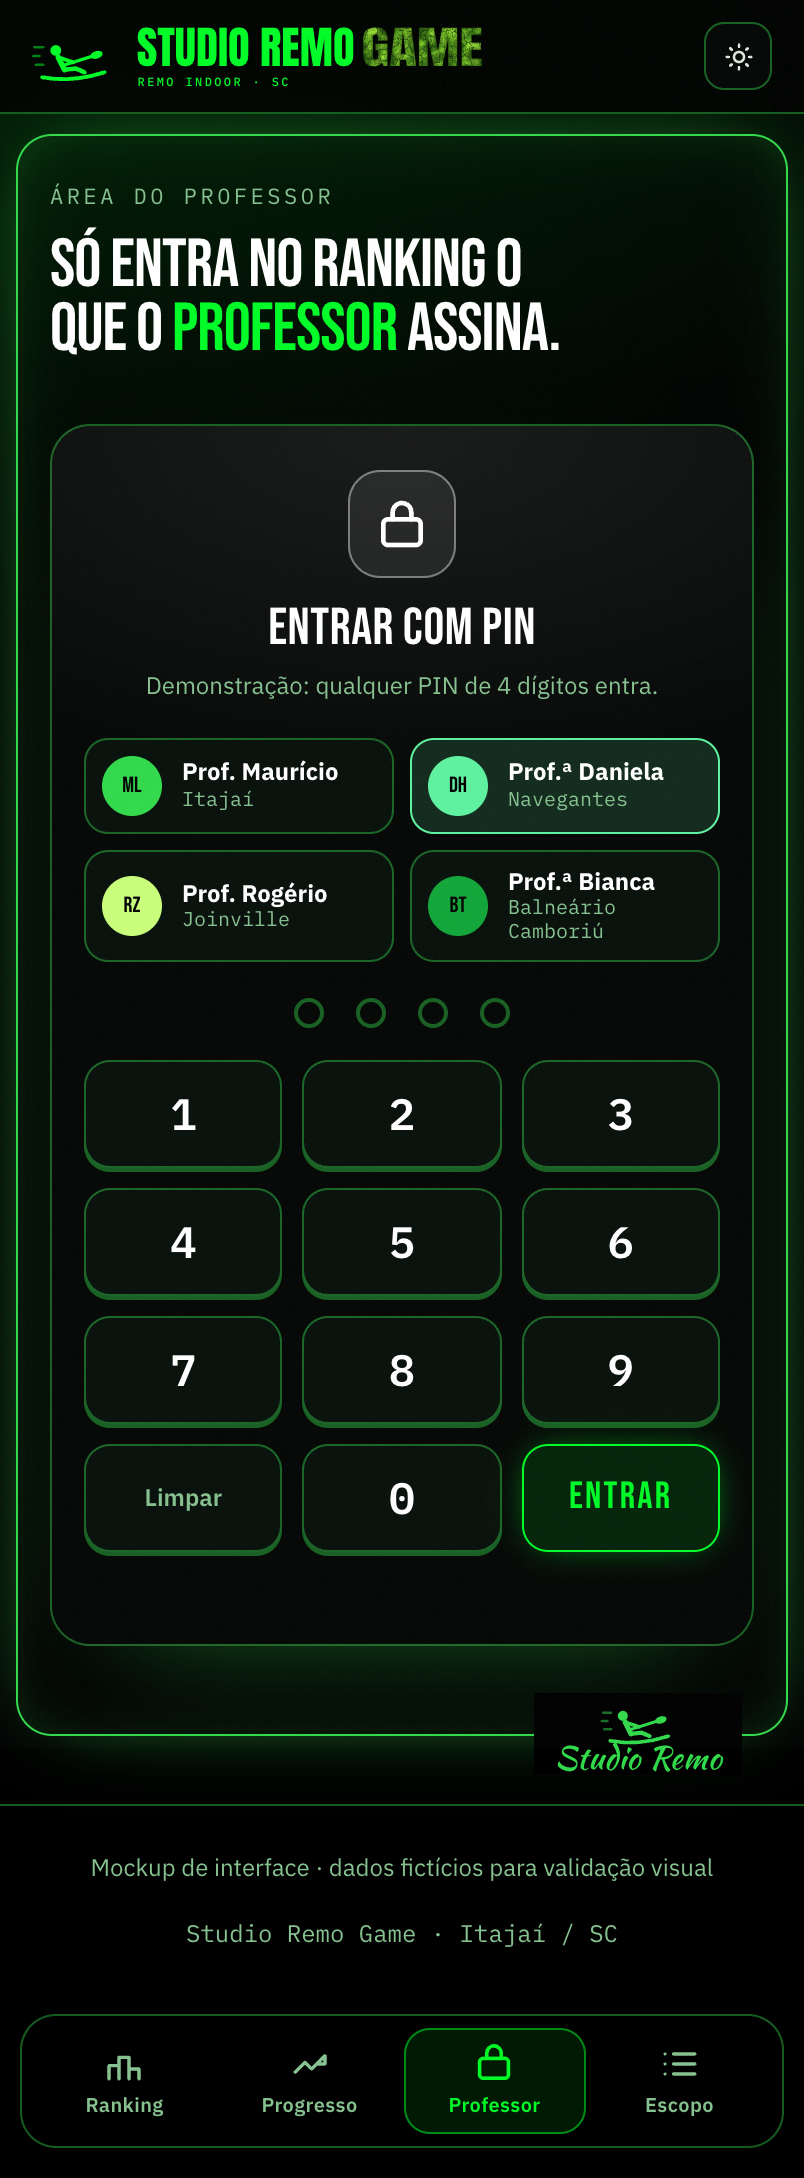 STUDIO REMO GAME
REMO INDOOR · SC
ÁREA DO PROFESSOR
SÓ ENTRA NO RANKING O
QUE O PROFESSOR ASSINA.
ENTRAR COM PIN
Demonstração: qualquer PIN de 4 dígitos entra.
ML
Prof. Maurício
Itajaí
DH
Prof.ª Daniela
Navegantes
RZ
Prof. Rogério
Joinville
BT
Prof.ª Bianca
Balneário
Camboriú
1 2 3
4 5 6
7 8 9
Limpar 0 ENTRAR
Studio Remo
Mockup de interface · dados fictícios para validação visual
Studio Remo Game · Itajaí / SC
Ranking Progresso Professor Escopo